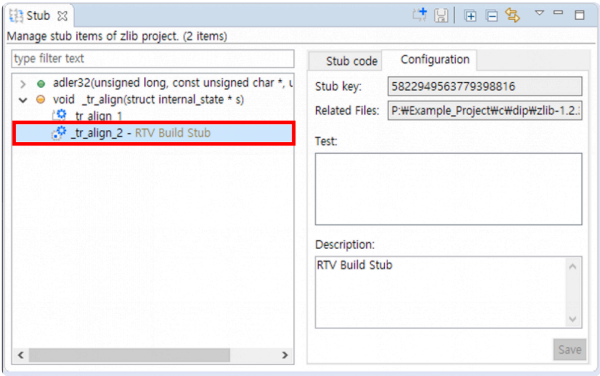 Stub
Manage stub items of zlib project. (2 items)
type filter text
adler32(unsigned long, const unsigned char *, u
void _tr_align(struct internal_state * s)
_tr_align_1
_tr_align_2 - RTV Build Stub
Stub code
Configuration
Stub key:
5822949563779398816
Related Files:
P:₩Example_Project₩c₩dip₩zlib-1.2.
Test:
Description:
RTV Build Stub
Save